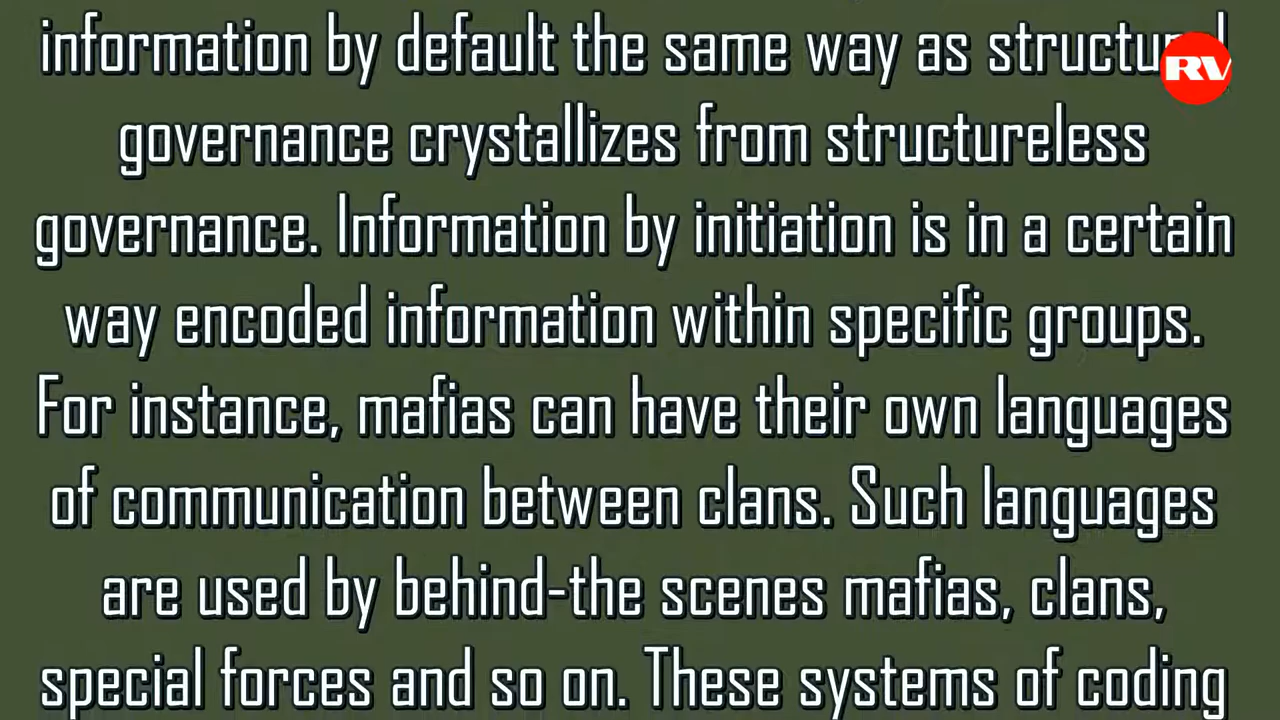 information by default the same way as structural
governance crystallizes from structureless
governance. Information by initiation is in a certain
way encoded information within specific groups.
For instance, mafias can have their own languages
of communication between clans. Such languages
are used by behind-the scenes mafias, clans,
special forces and so on. These systems of coding
RV